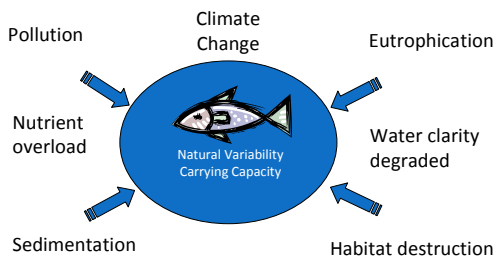 Pollution
Climate
Change
Eutrophication
Nutrient
overload
Natural Variability
Carrying Capacity
Water clarity
degraded
Sedimentation
Habitat destruction